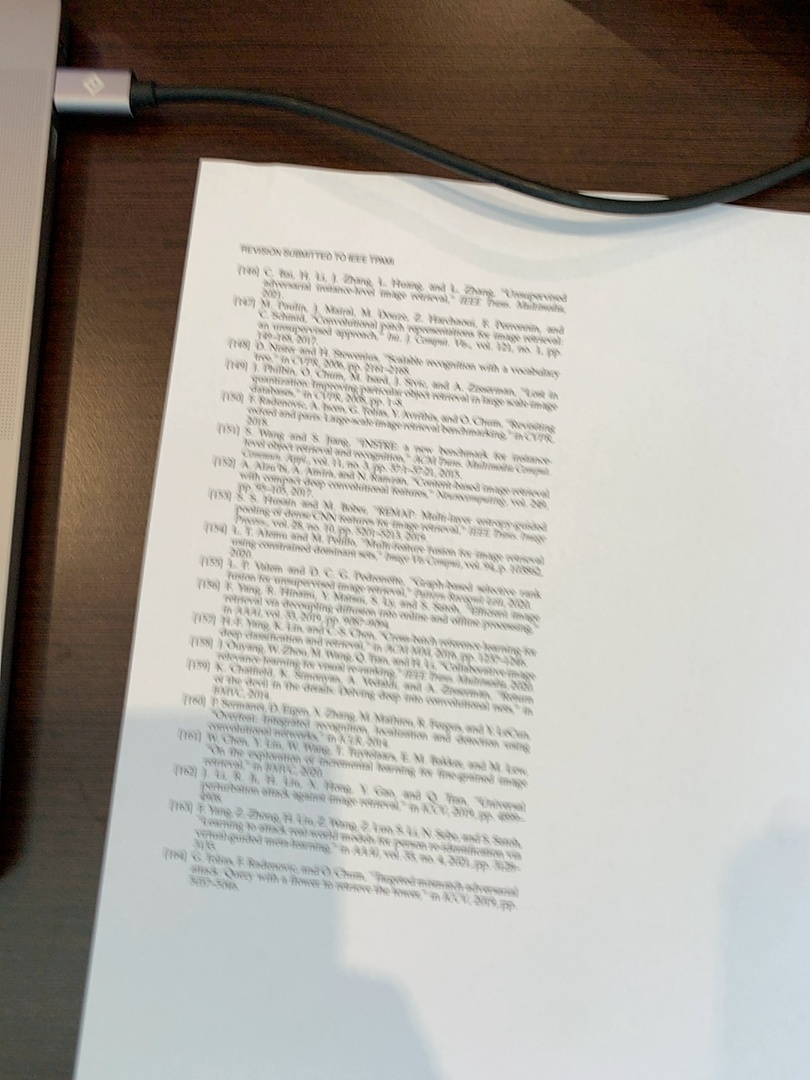 REVISION SUBMITTED TO IEEE TPAMI
[146] C. Bai, H. Li, J. Zhang, L. Huang, and L. Zhang, "Unsupervised
adversarial instance-level image retrieval," IEEE Trans. Multimedia,
2021.
[147] M. Paulin, J. Mairal, M. Douze, Z. Harchaoui, F. Perronnin, and
C. Schmid, "Convolutional patch representations for image retrieval:
an unsupervised approach," Int. J. Comput. Vis., vol. 121, no. 1, pp.
149–168, 2017.
[148] D. Nister and H. Stewenius, "Scalable recognition with a vocabulary
tree," in CVPR, 2006, pp. 2161–2168.
[149] J. Philbin, O. Chum, M. Isard, J. Sivic, and A. Zisserman, "Lost in
quantization: Improving particular object retrieval in large scale image
databases," in CVPR, 2008, pp. 1–8.
[150] F. Radenovic, A. Iscen, G. Tolias, Y. Avrithis, and O. Chum, "Revisiting
oxford and paris: Large-scale image retrieval benchmarking," in CVPR,
2018.
[151] S. Wang and S. Jiang, "INSTRE: a new benchmark for instance-
level object retrieval and recognition," ACM Trans. Multimedia Comput.
Commun. Appl., vol. 11, no. 3, pp. 37:1–37:21, 2015.
[152] A. Alzu'bi, A. Amira, and N. Ramzan, "Content-based image retrieval
with compact deep convolutional features," Neurocomputing, vol. 249,
pp. 95–105, 2017.
[153] S. S. Husain and M. Bober, "REMAP: Multi-layer entropy-guided
pooling of dense CNN features for image retrieval," IEEE Trans. Image
Process., vol. 28, no. 10, pp. 5201–5213, 2019.
[154] L. T. Alemu and M. Pelillo, "Multi-feature fusion for image retrieval
using constrained dominant sets," Image Vis Comput, vol. 94, p. 103862,
2020.
[155] L. P. Valem and D. C. G. Pedronette, "Graph-based selective rank
fusion for unsupervised image retrieval," Pattern Recognit Lett, 2020.
[156] F. Yang, R. Hinami, Y. Matsui, S. Ly, and S. Satoh, "Efficient image
retrieval via decoupling diffusion into online and offline processing,"
in AAAI, vol. 33, 2019, pp. 9087–9094.
[157] H.-F. Yang, K. Lin, and C.-S. Chen, "Cross-batch reference learning for
deep classification and retrieval," in ACM MM, 2016, pp. 1237–1246.
[158] J. Ouyang, W. Zhou, M. Wang, Q. Tian, and H. Li, "Collaborative image
relevance learning for visual re-ranking," IEEE Trans. Multimedia, 2020.
[159] K. Chatfield, K. Simonyan, A. Vedaldi, and A. Zisserman, "Return
of the devil in the details: Delving deep into convolutional nets," in
BMVC, 2014.
[160] P. Sermanet, D. Eigen, X. Zhang, M. Mathieu, R. Fergus, and Y. LeCun,
"Overfeat: Integrated recognition, localization and detection using
convolutional networks," in ICLR, 2014.
[161] W. Chen, Y. Liu, W. Wang, T. Tuytelaars, E. M. Bakker, and M. Lew,
"On the exploration of incremental learning for fine-grained image
retrieval," in BMVC, 2020.
[162] J. Li, R. Ji, H. Liu, X. Hong, Y. Gao, and Q. Tian, "Universal
perturbation attack against image retrieval," in ICCV, 2019, pp. 4899–
4908.
[163] F. Yang, Z. Zhong, H. Liu, Z. Wang, Z. Luo, S. Li, N. Sebe, and S. Satoh,
"Learning to attack real-world models for person re-identification via
virtual-guided meta-learning," in AAAI, vol. 35, no. 4, 2021, pp. 3128–
3135.
[164] G. Tolias, F. Radenovic, and O. Chum, "Targeted mismatch adversarial
attack: Query with a flower to retrieve the tower," in ICCV, 2019, pp.
5037–5046.